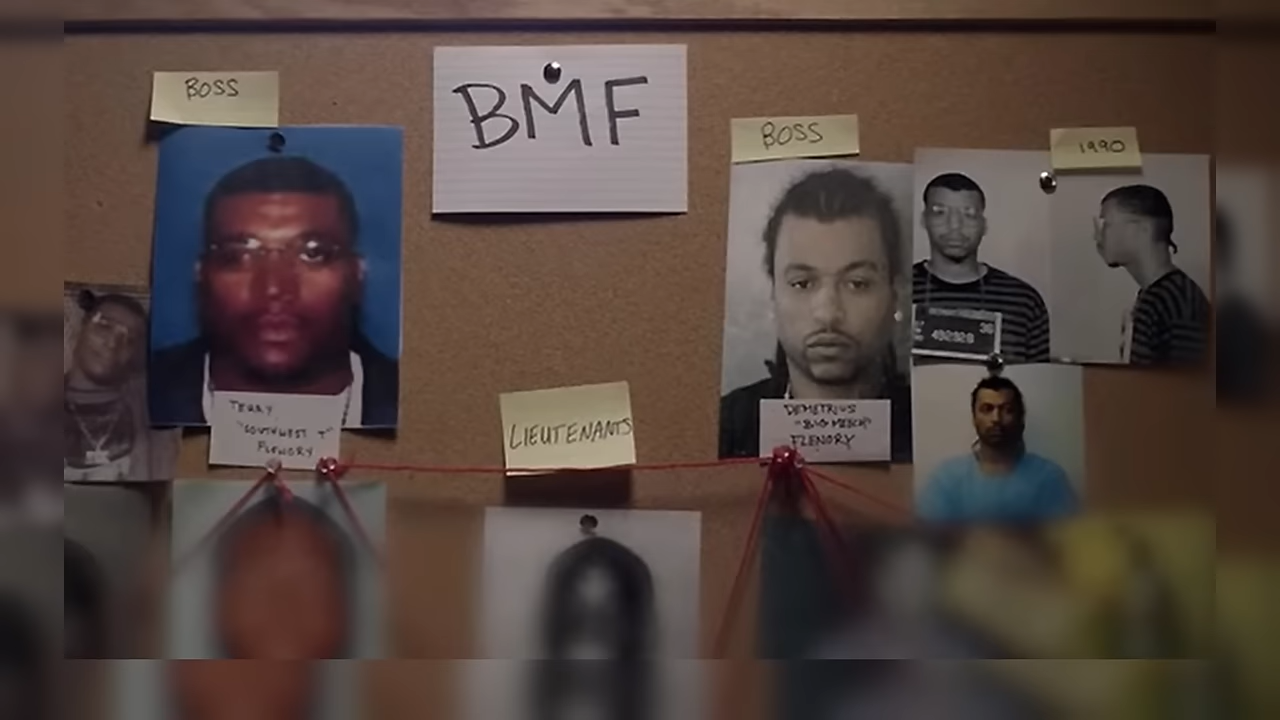 BOSS
BMF
BOSS
1990
TERRY
"SOUTHWEST T"
FLENORY
LIEUTENANTS
DEMETRIUS
"BIG MEECH"
FLENORY